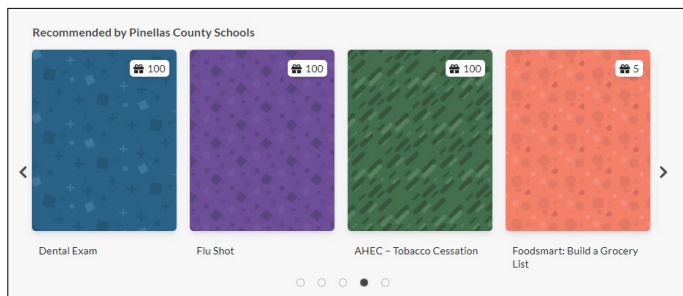 Recommended by Pinellas County Schools
100
100
100
5
Dental Exam
Flu Shot
AHEC – Tobacco Cessation
Foodsmart: Build a Grocery
List